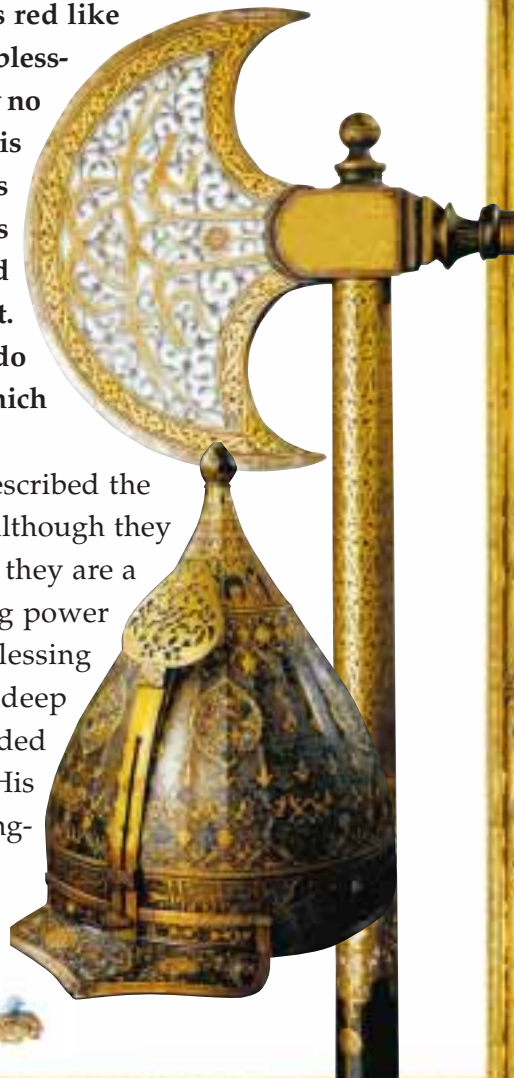 s red like
bless-
no
is
s
s
d
t.
do
hich
escribed the
lthough they
they are a
g power
lessing
deep
ded
His
ng-